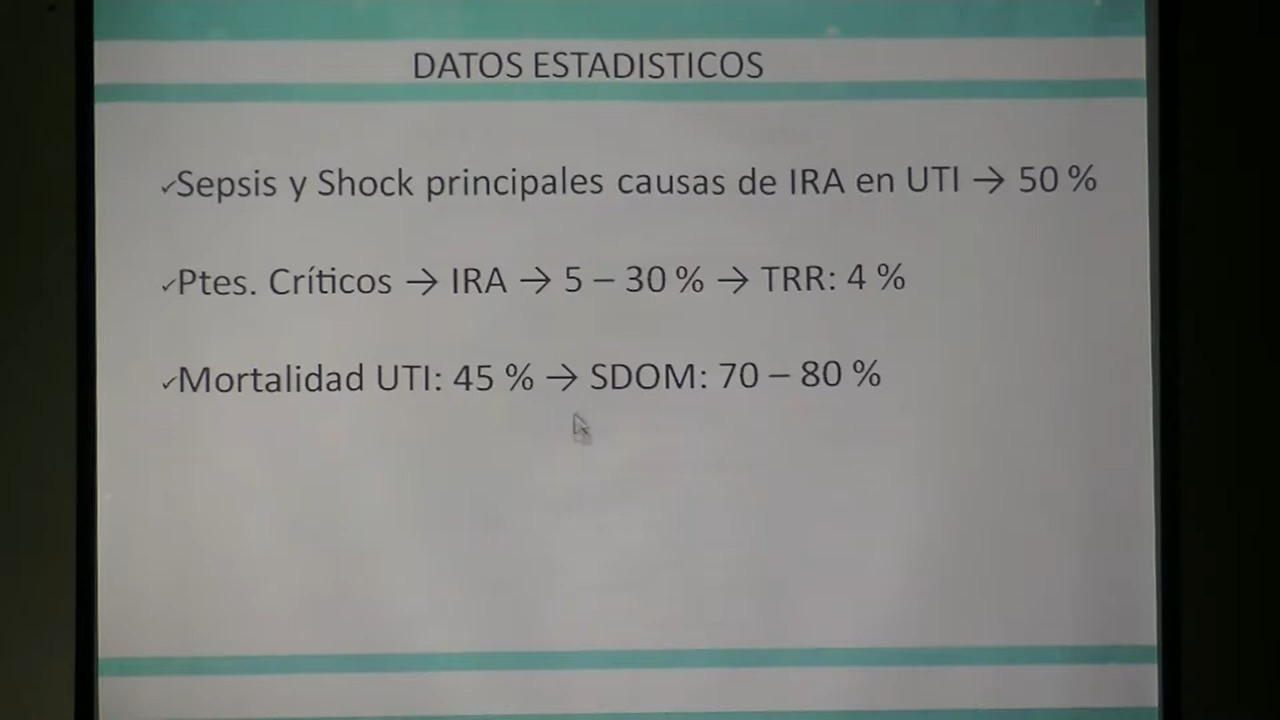 DATOS ESTADISTICOS
✓Sepsis y Shock principales causas de IRA en UTI → 50 %
✓Ptes. Críticos → IRA → 5 – 30 % → TRR: 4 %
✓Mortalidad UTI: 45 % → SDOM: 70 – 80 %